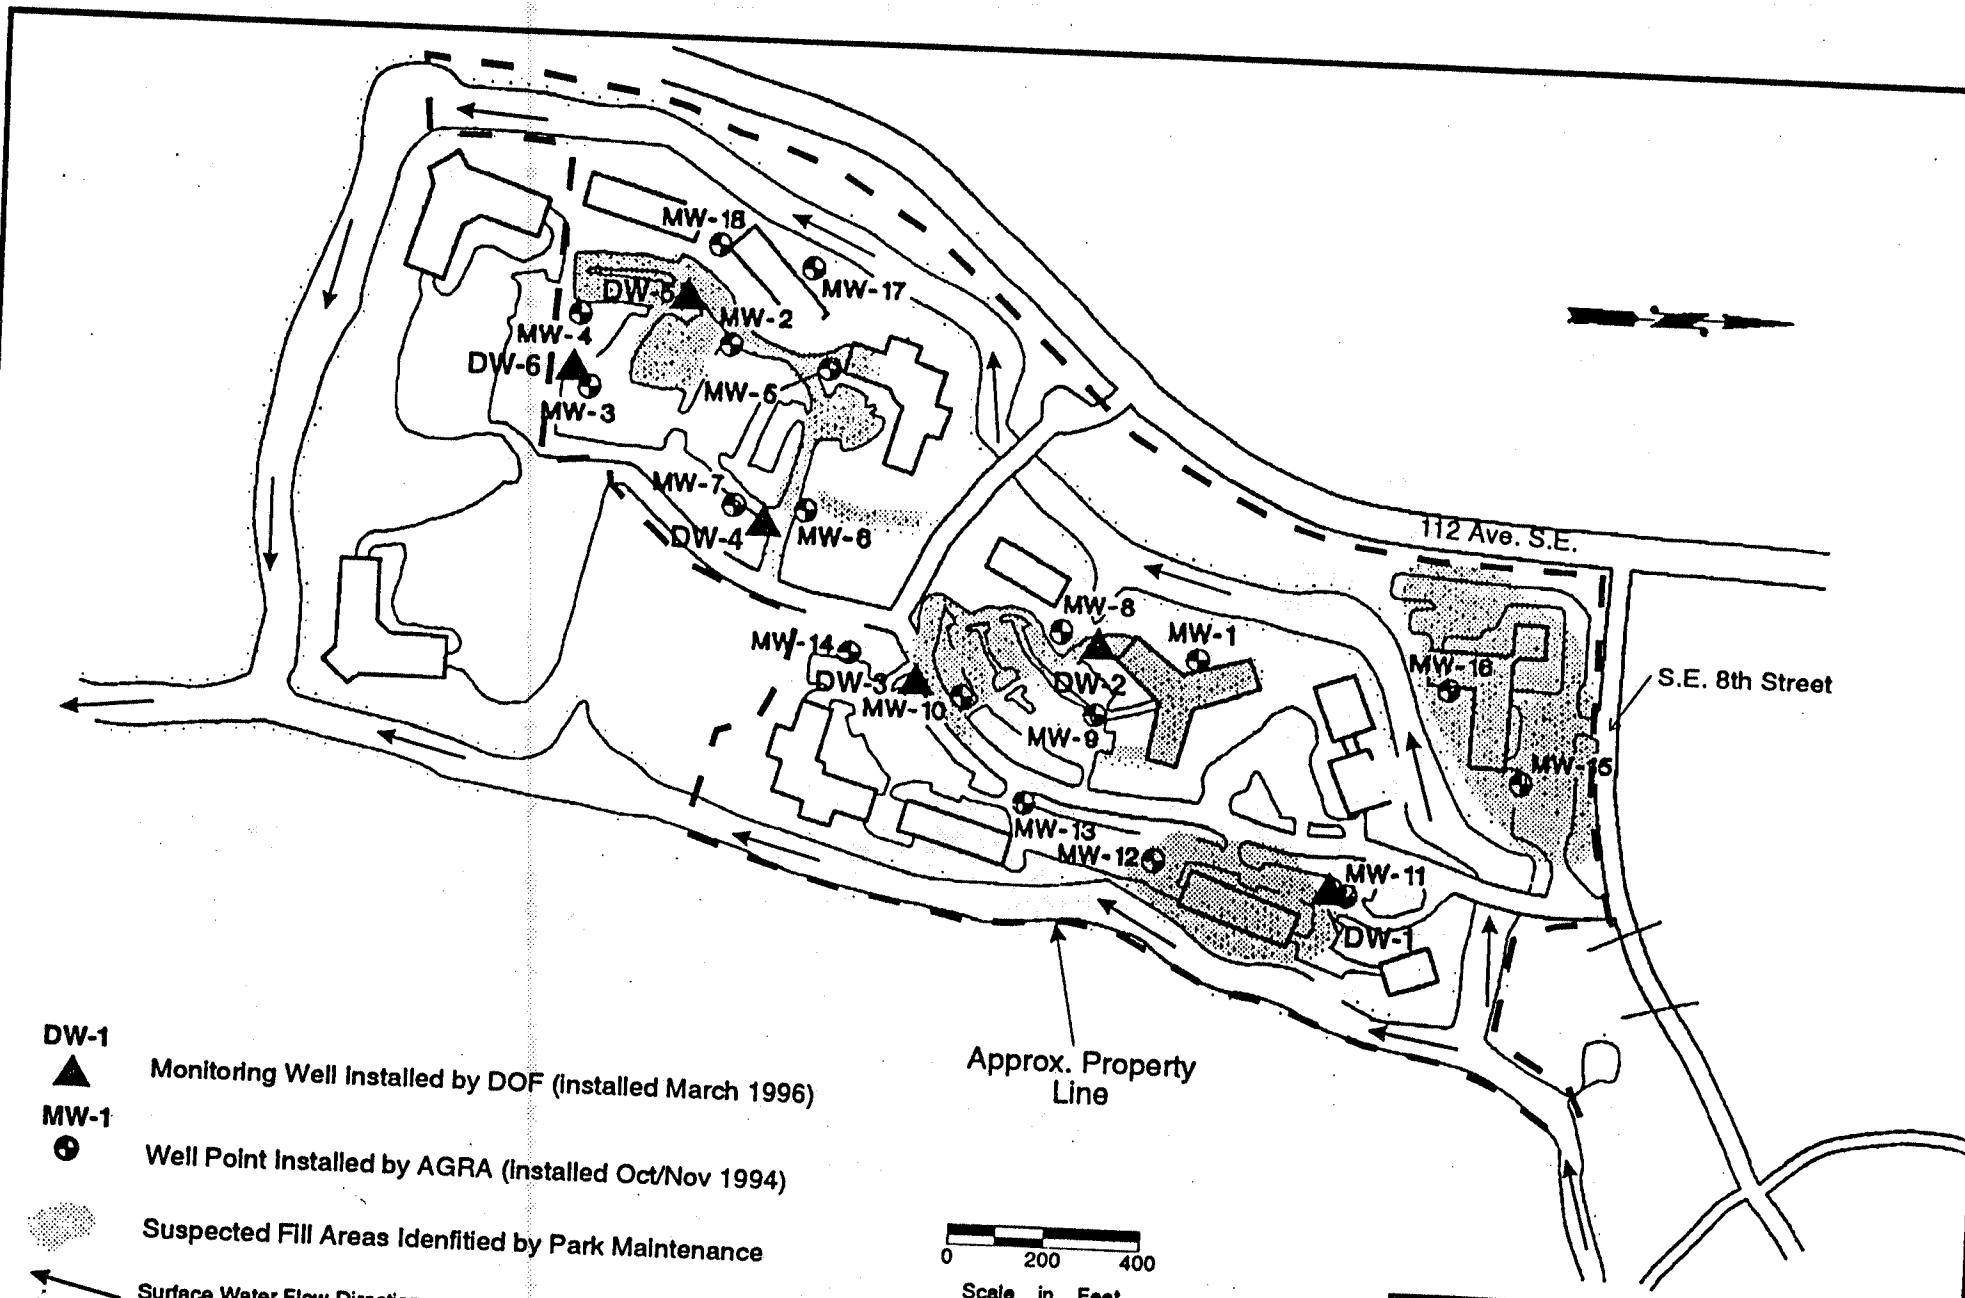 MW-18
MW-17
DW-5
MW-2
MW-4
DW-6
MW-5
MW-3
MW-7
DW-4
MW-6
112 Ave. S.E.
MW-8
MW-1
MW-14
MW-16
DW-3
DW-2
S.E. 8th Street
MW-10
MW-9
MW-15
MW-13
MW-12
MW-11
DW-1
Approx. Property
Line
DW-1
Monitoring Well Installed by DOF (installed March 1996)
MW-1
Well Point Installed by AGRA (installed Oct/Nov 1994)
Suspected Fill Areas Idenfitied by Park Maintenance
Surface Water Flow Direction
0 200 400
Scale in Feet